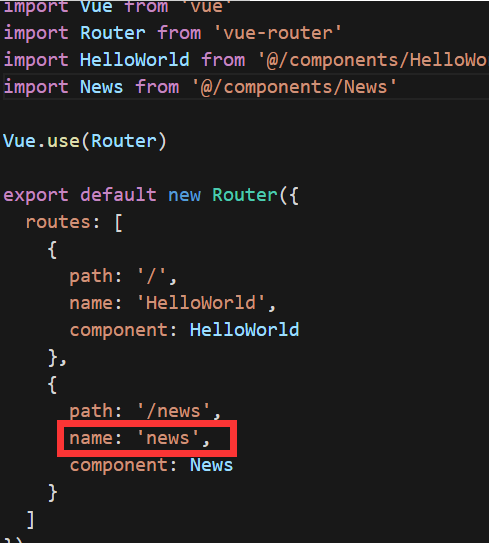 import Vue from 'vue'
import Router from 'vue-router'
import HelloWorld from '@/components/HelloWo
import News from '@/components/News'
Vue.use(Router)
export default new Router({
routes: [
{
path: '/',
name: 'HelloWorld',
component: HelloWorld
},
{
path: '/news',
name: 'news',
component: News
}
]
})